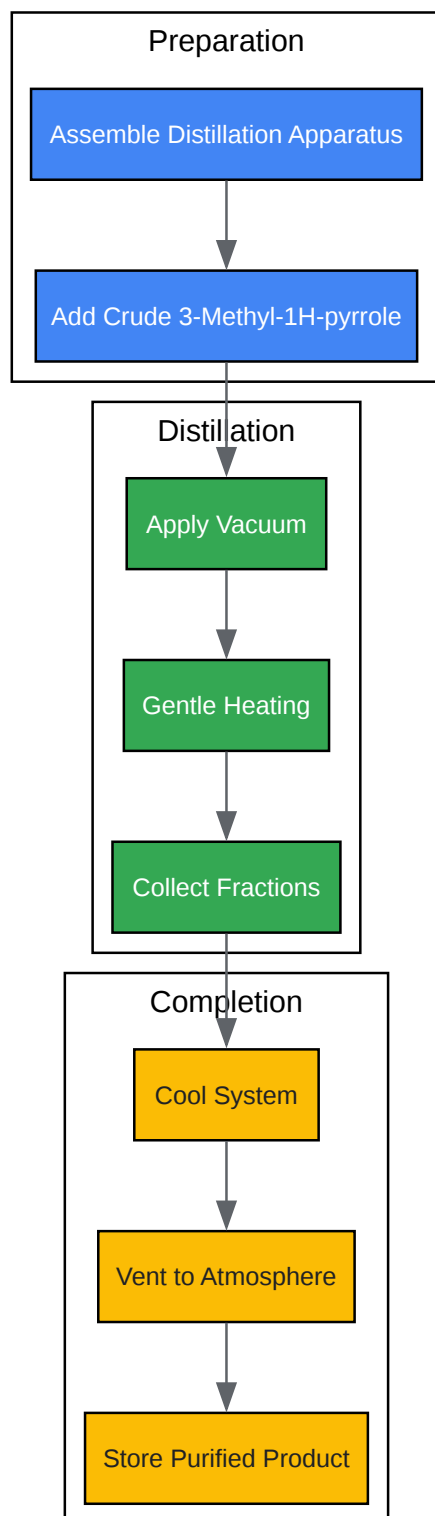 Preparation
Assemble Distillation Apparatus
Add Crude 3-Methyl-1H-pyrrole
Distillation
Apply Vacuum
Gentle Heating
Collect Fractions
Completion
Cool System
Vent to Atmosphere
Store Purified Product